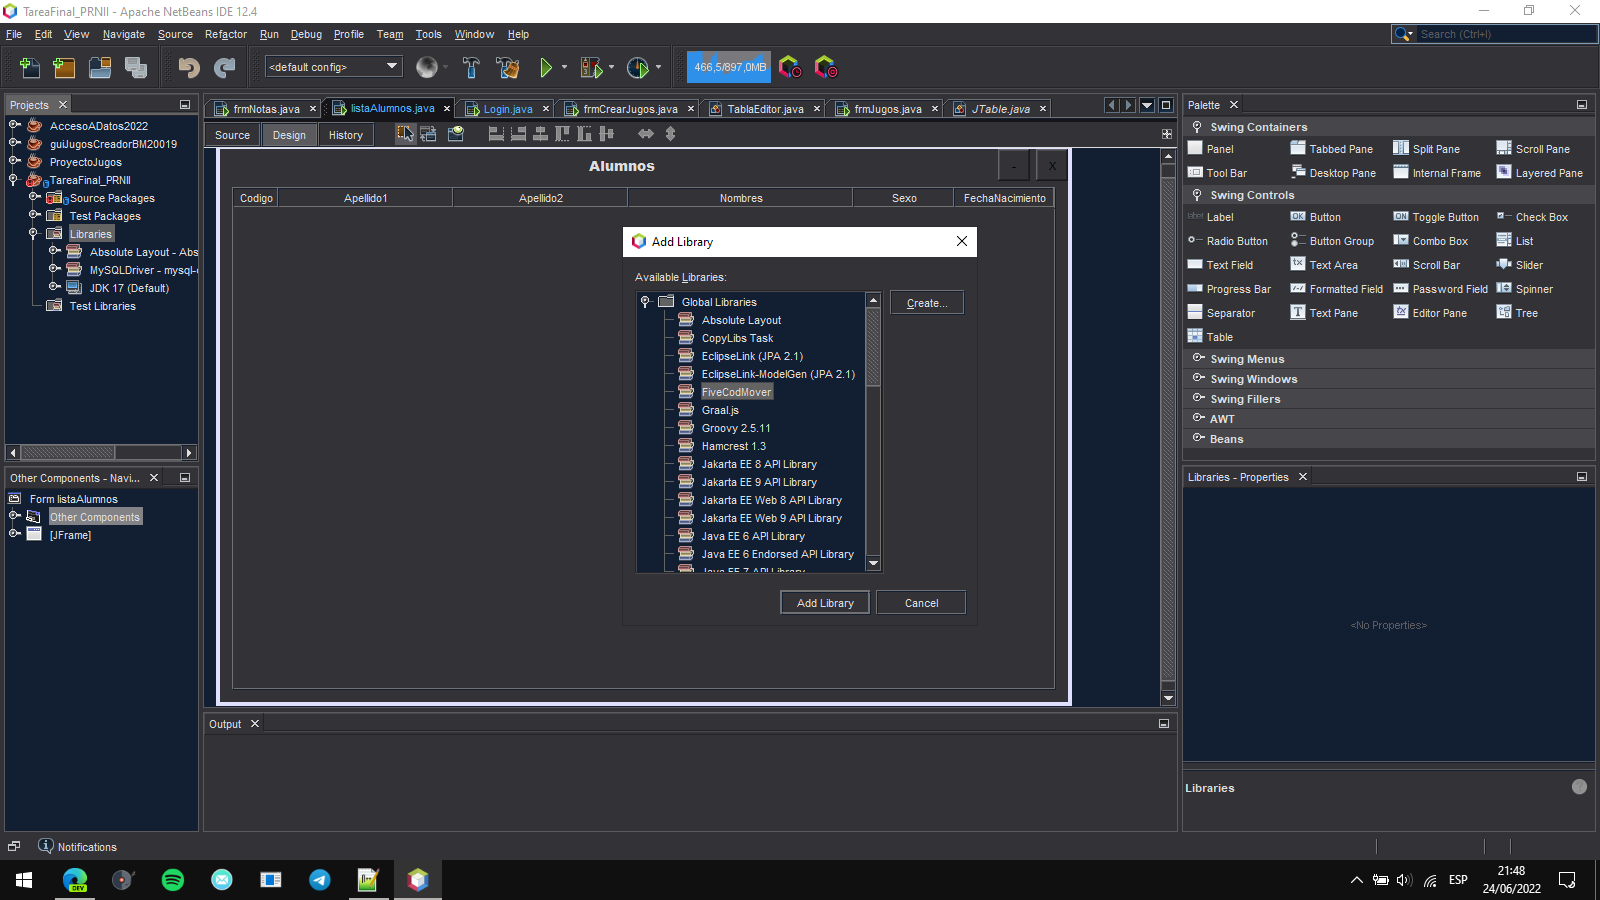 TareaFinal_PRNII - Apache NetBeans IDE 12.4
File Edit View Navigate Source Refactor Run Debug Profile Team Tools Window Help
Search (Ctrl+I)
<default config>
466,5/897,0MB
Projects
AccesoADatos2022
guiJugosCreadorBM20019
ProyectoJugos
TareaFinal_PRNII
Source Packages
Test Packages
Libraries
Absolute Layout - Abs
MySQLDriver - mysql-c
JDK 17 (Default)
Test Libraries
Other Components - Navi...
Form listaAlumnos
Other Components
[JFrame]
frmNotas.java listaAlumnos.java Login.java frmCrearJugos.java TablaEditor.java frmJugos.java JTable.java
Source Design History
Alumnos
- X
Codigo Apellido1 Apellido2 Nombres Sexo FechaNacimiento
Add Library
Available Libraries:
Global Libraries
Absolute Layout
CopyLibs Task
EclipseLink (JPA 2.1)
EclipseLink-ModelGen (JPA 2.1)
FiveCodMover
Graal.js
Groovy 2.5.11
Hamcrest 1.3
Jakarta EE 8 API Library
Jakarta EE 9 API Library
Jakarta EE Web 8 API Library
Jakarta EE Web 9 API Library
Java EE 6 API Library
Java EE 6 Endorsed API Library
Java EE 7 API Library
Create...
Add Library Cancel
Output
Palette
Swing Containers
Panel Tabbed Pane Split Pane Scroll Pane
Tool Bar Desktop Pane Internal Frame Layered Pane
Swing Controls
label Label OK Button ON Toggle Button Check Box
Radio Button Button Group Combo Box List
Text Field Text Area Scroll Bar Slider
Progress Bar Formatted Field Password Field Spinner
Separator Text Pane Editor Pane Tree
Table
Swing Menus
Swing Windows
Swing Fillers
AWT
Beans
Libraries - Properties
<No Properties>
Libraries
Notifications
DEV
ESP
21:48
24/06/2022